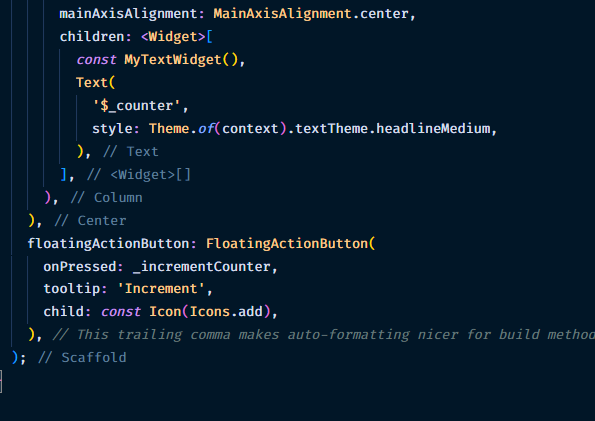 mainAxisAlignment: MainAxisAlignment.center,
children: <Widget>[
const MyTextWidget(),
Text(
'$_counter',
style: Theme.of(context).textTheme.headlineMedium,
), // Text
], // <Widget>[]
), // Column
), // Center
floatingActionButton: FloatingActionButton(
onPressed: _incrementCounter,
tooltip: 'Increment',
child: const Icon(Icons.add),
), // This trailing comma makes auto-formatting nicer for build method
); // Scaffold